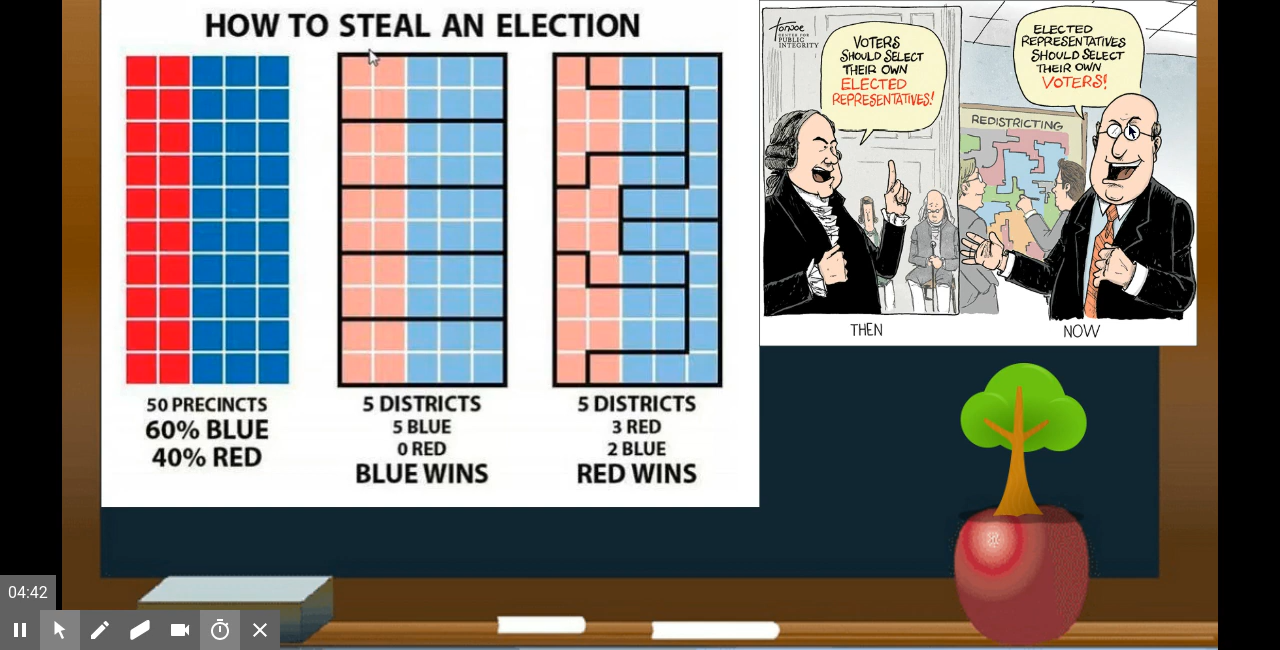 HOW TO STEAL AN ELECTION
50 PRECINCTS
60% BLUE
40% RED
5 DISTRICTS
5 BLUE
0 RED
BLUE WINS
5 DISTRICTS
3 RED
2 BLUE
RED WINS
CENTER FOR
PUBLIC
INTEGRITY
VOTERS
SHOULD SELECT
THEIR OWN
ELECTED
REPRESENTATIVES!
ELECTED
REPRESENTATIVES
SHOULD SELECT
THEIR OWN
VOTERS!
REDISTRICTING
THEN
NOW
04:42